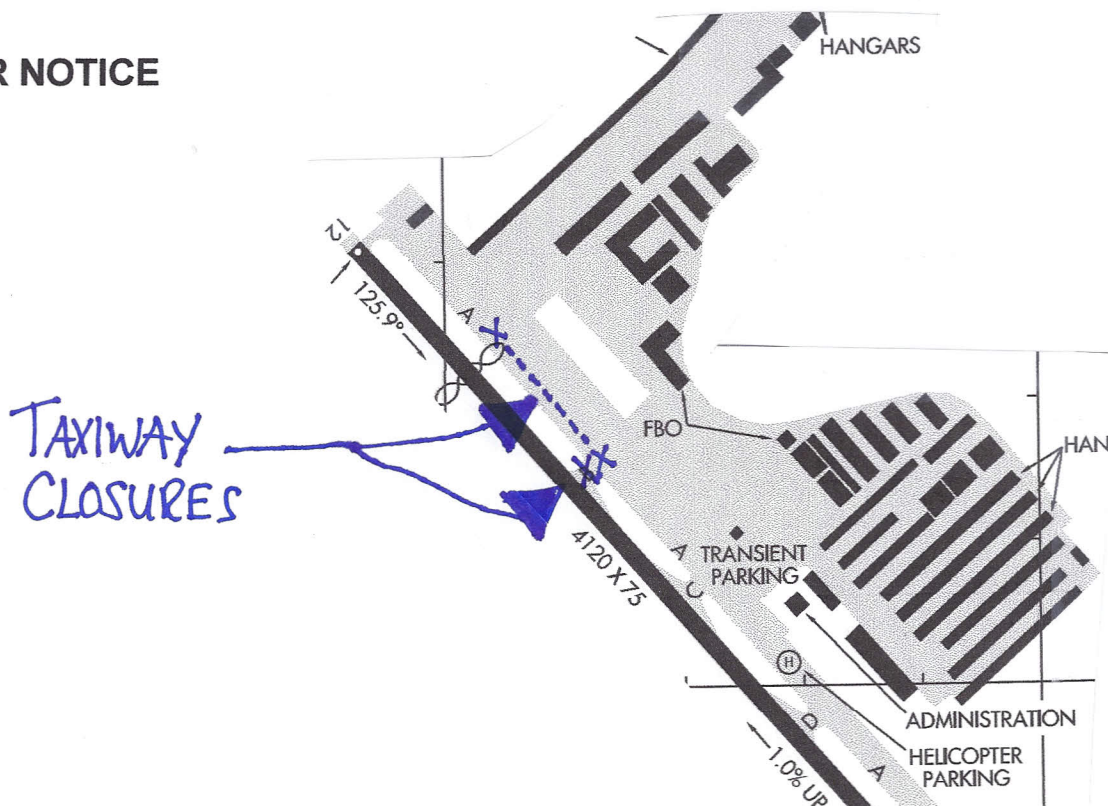 R NOTICE
HANGARS
12
125.9°
A
TAXIWAY
CLOSURES
FBO
HAN
4120 X 75
A
TRANSIENT
PARKING
C
H
D
ADMINISTRATION
HELICOPTER
PARKING
A
1.0% UP